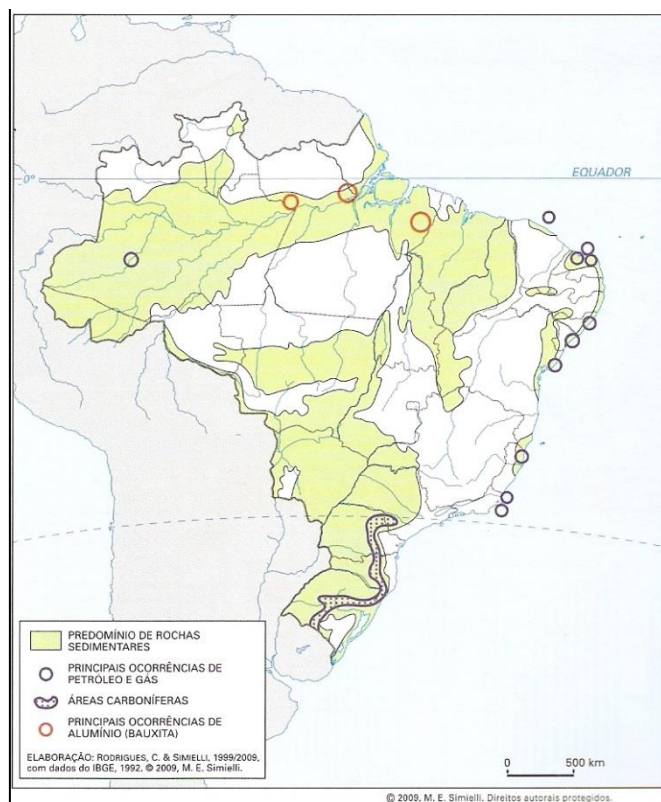 0°
EQUADOR
PREDOMÍNIO DE ROCHAS
SEDIMENTARES
PRINCIPAIS OCORRÊNCIAS DE
PETRÓLEO E GÁS
ÁREAS CARBONÍFERAS
PRINCIPAIS OCORRÊNCIAS DE
ALUMÍNIO (BAUXITA)
ELABORAÇÃO: RODRIGUES, C. & SIMIELLI, 1999/2009,
com dados do IBGE, 1992. © 2009, M. E. Simielli.
0 500 km
© 2009, M. E. Simielli. Direitos autorais protegidos.